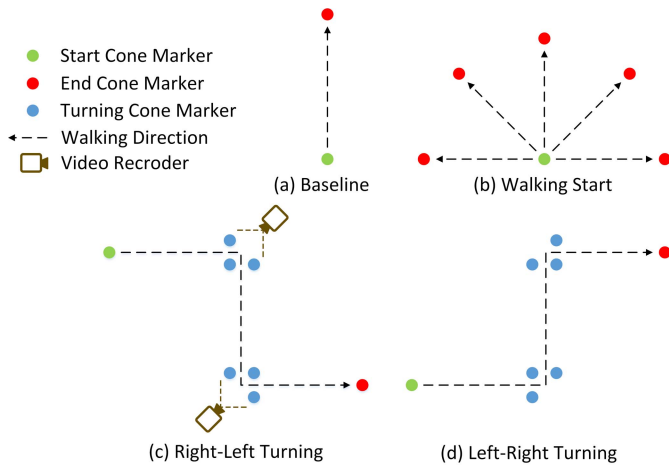 Start Cone Marker
End Cone Marker
Turning Cone Marker
Walking Direction
Video Recroder
(a) Baseline
(b) Walking Start
(c) Right-Left Turning
(d) Left-Right Turning